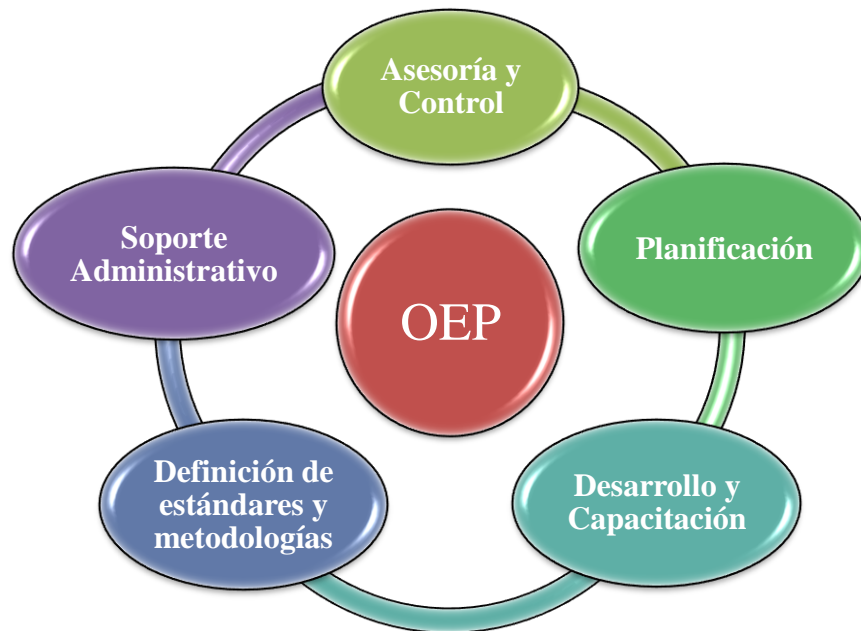 Asesoría y
Control
Planificación
Desarrollo y
Capacitación
Definición de
estándares y
metodologías
Soporte
Administrativo
OEP